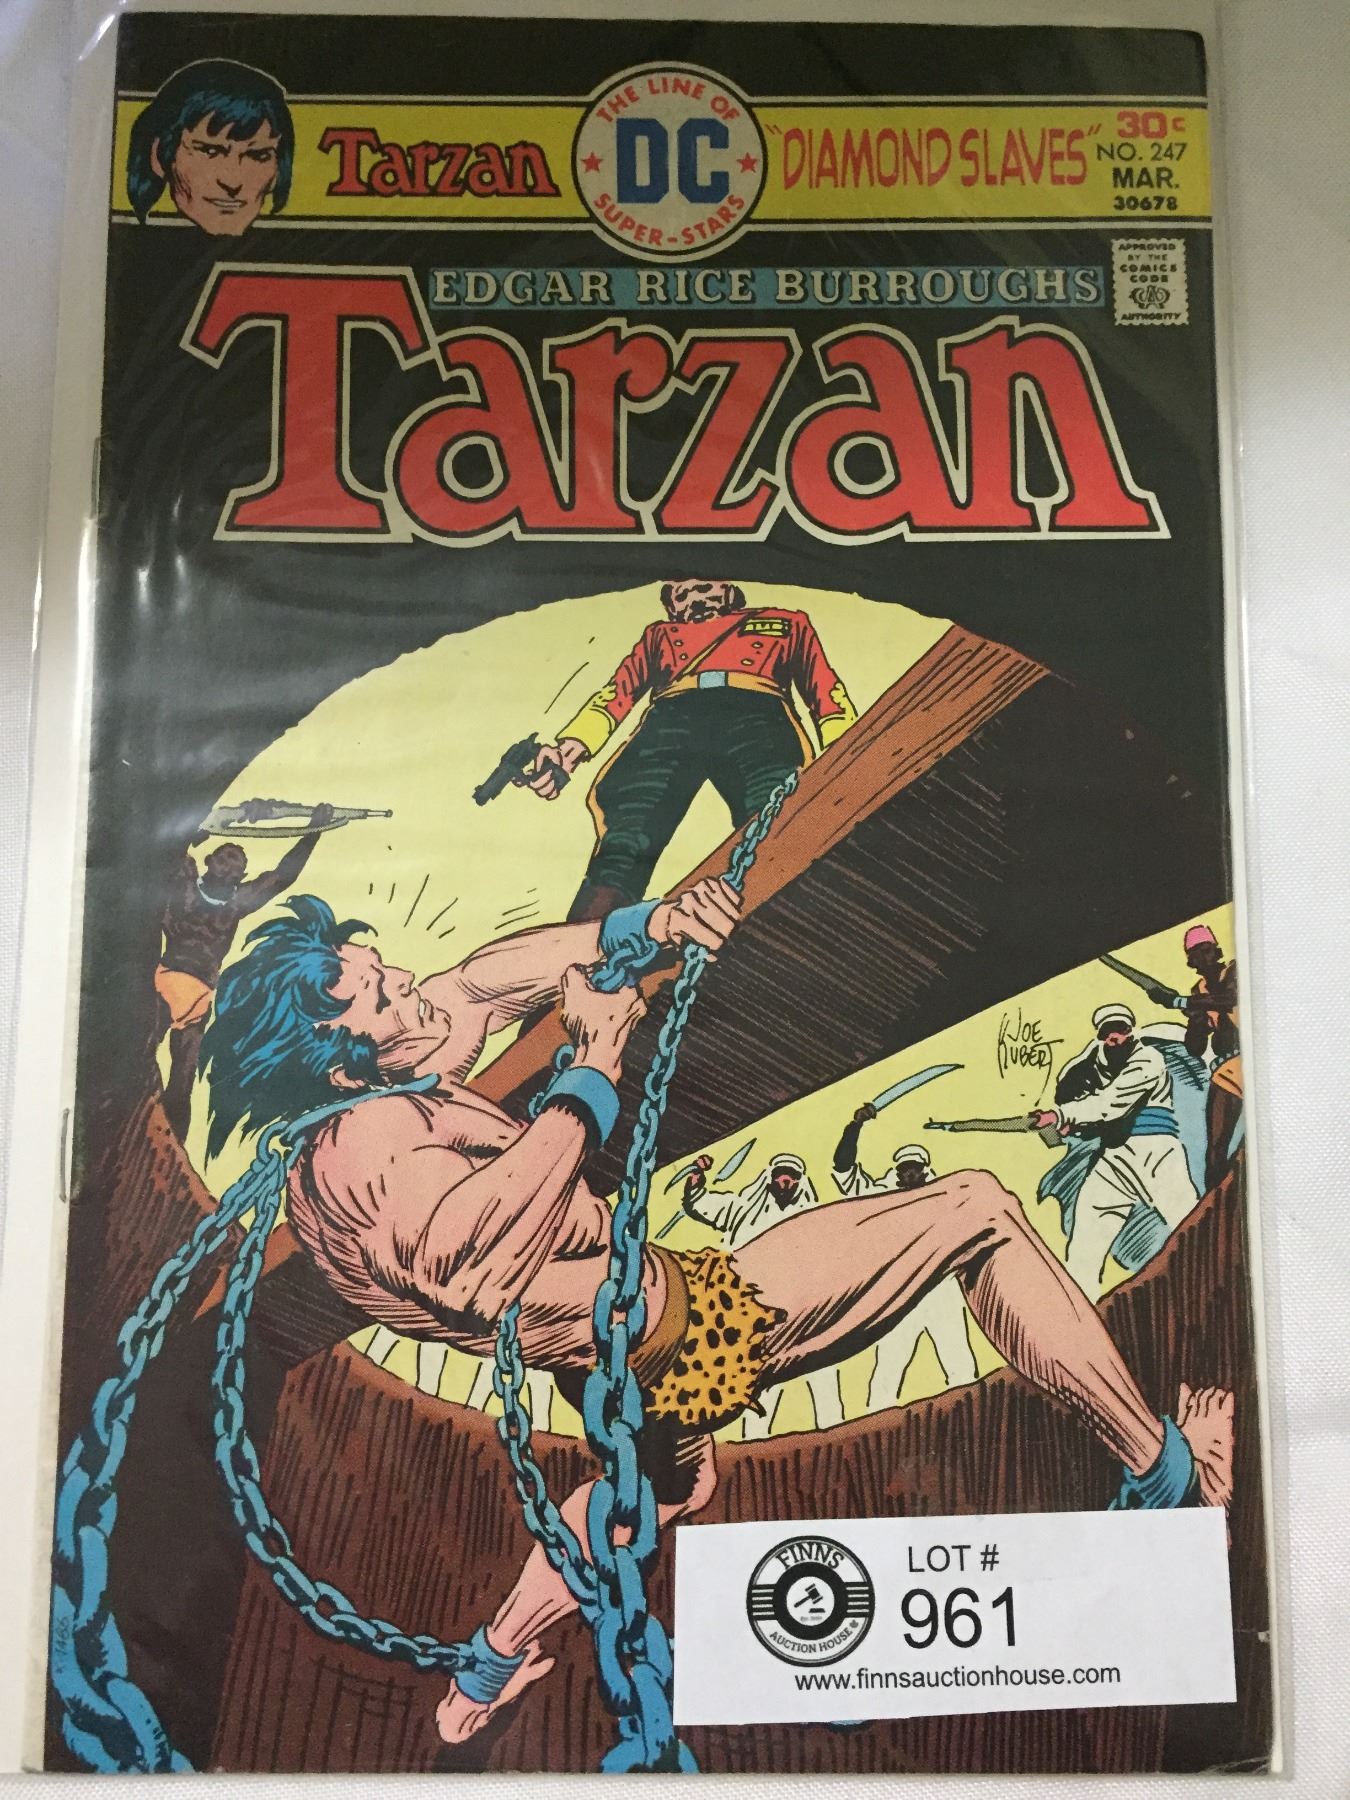 Tarzan
THE LINE OF
DC
SUPER-STARS
"DIAMOND SLAVES"
30¢
NO. 247
MAR.
30678
APPROVED
BY THE
COMICS
CODE
CA
AUTHORITY
EDGAR RICE BURROUGHS
Tarzan
JOE
KUBERT
FINNS
AUCTION HOUSE
LOT #
961
www.finnsauctionhouse.com